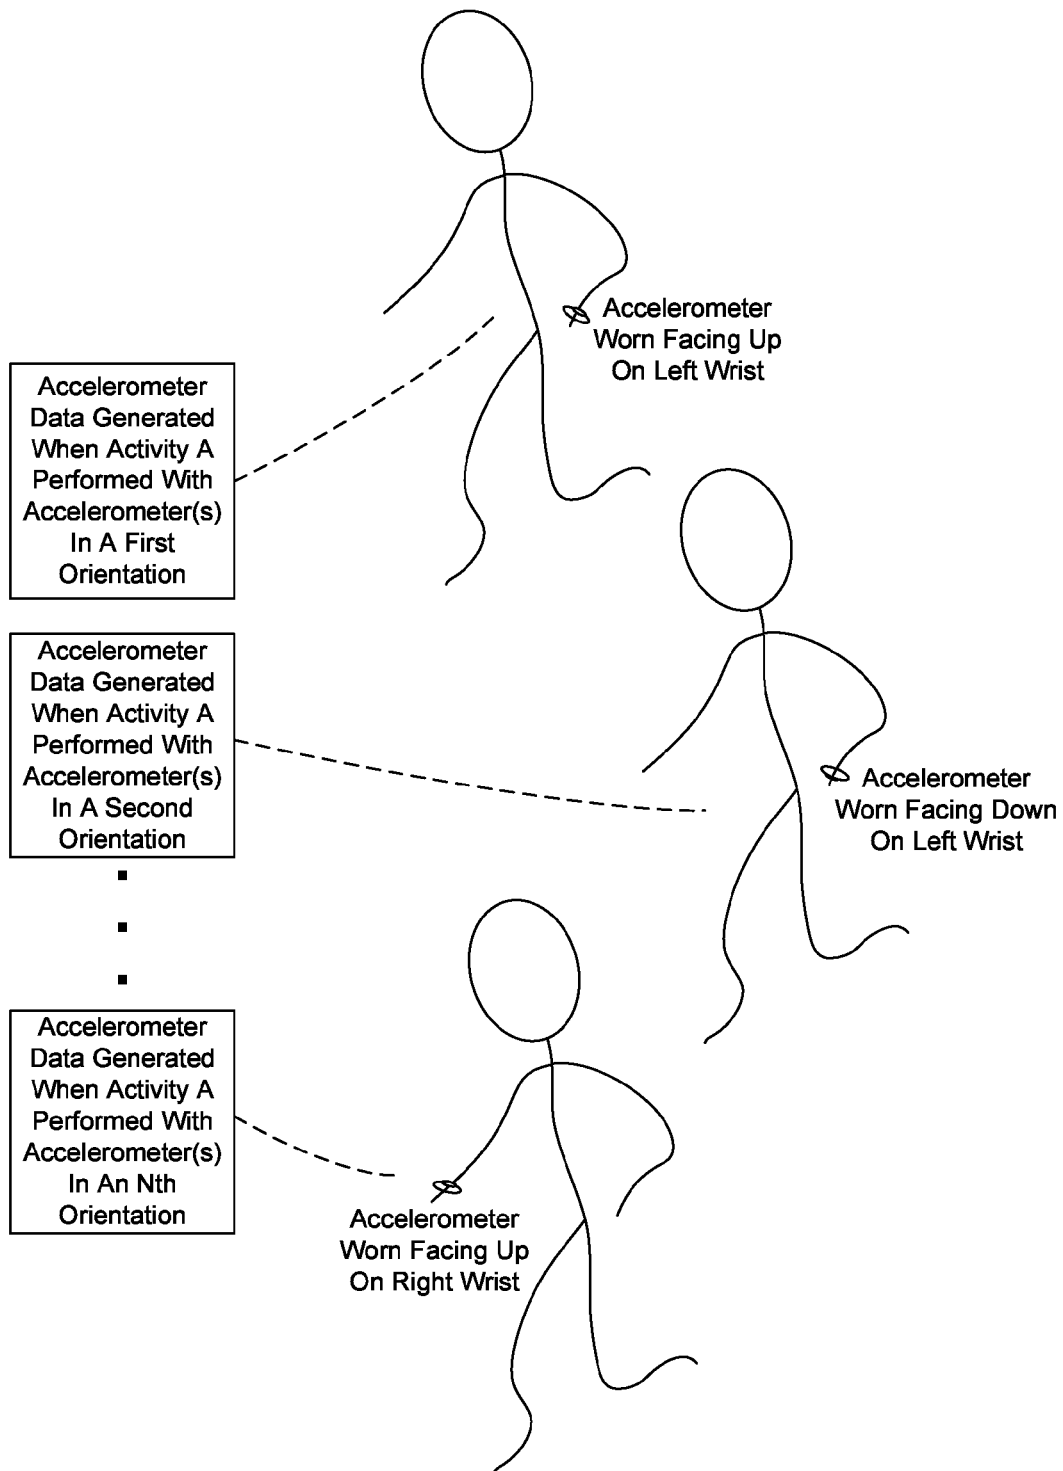 Accelerometer
Worn Facing Up
On Left Wrist
Accelerometer
Data Generated
When Activity A
Performed With
Accelerometer(s)
In A First
Orientation
Accelerometer
Data Generated
When Activity A
Performed With
Accelerometer(s)
In A Second
Orientation
Accelerometer
Worn Facing Down
On Left Wrist
Accelerometer
Data Generated
When Activity A
Performed With
Accelerometer(s)
In An Nth
Orientation
Accelerometer
Worn Facing Up
On Right Wrist